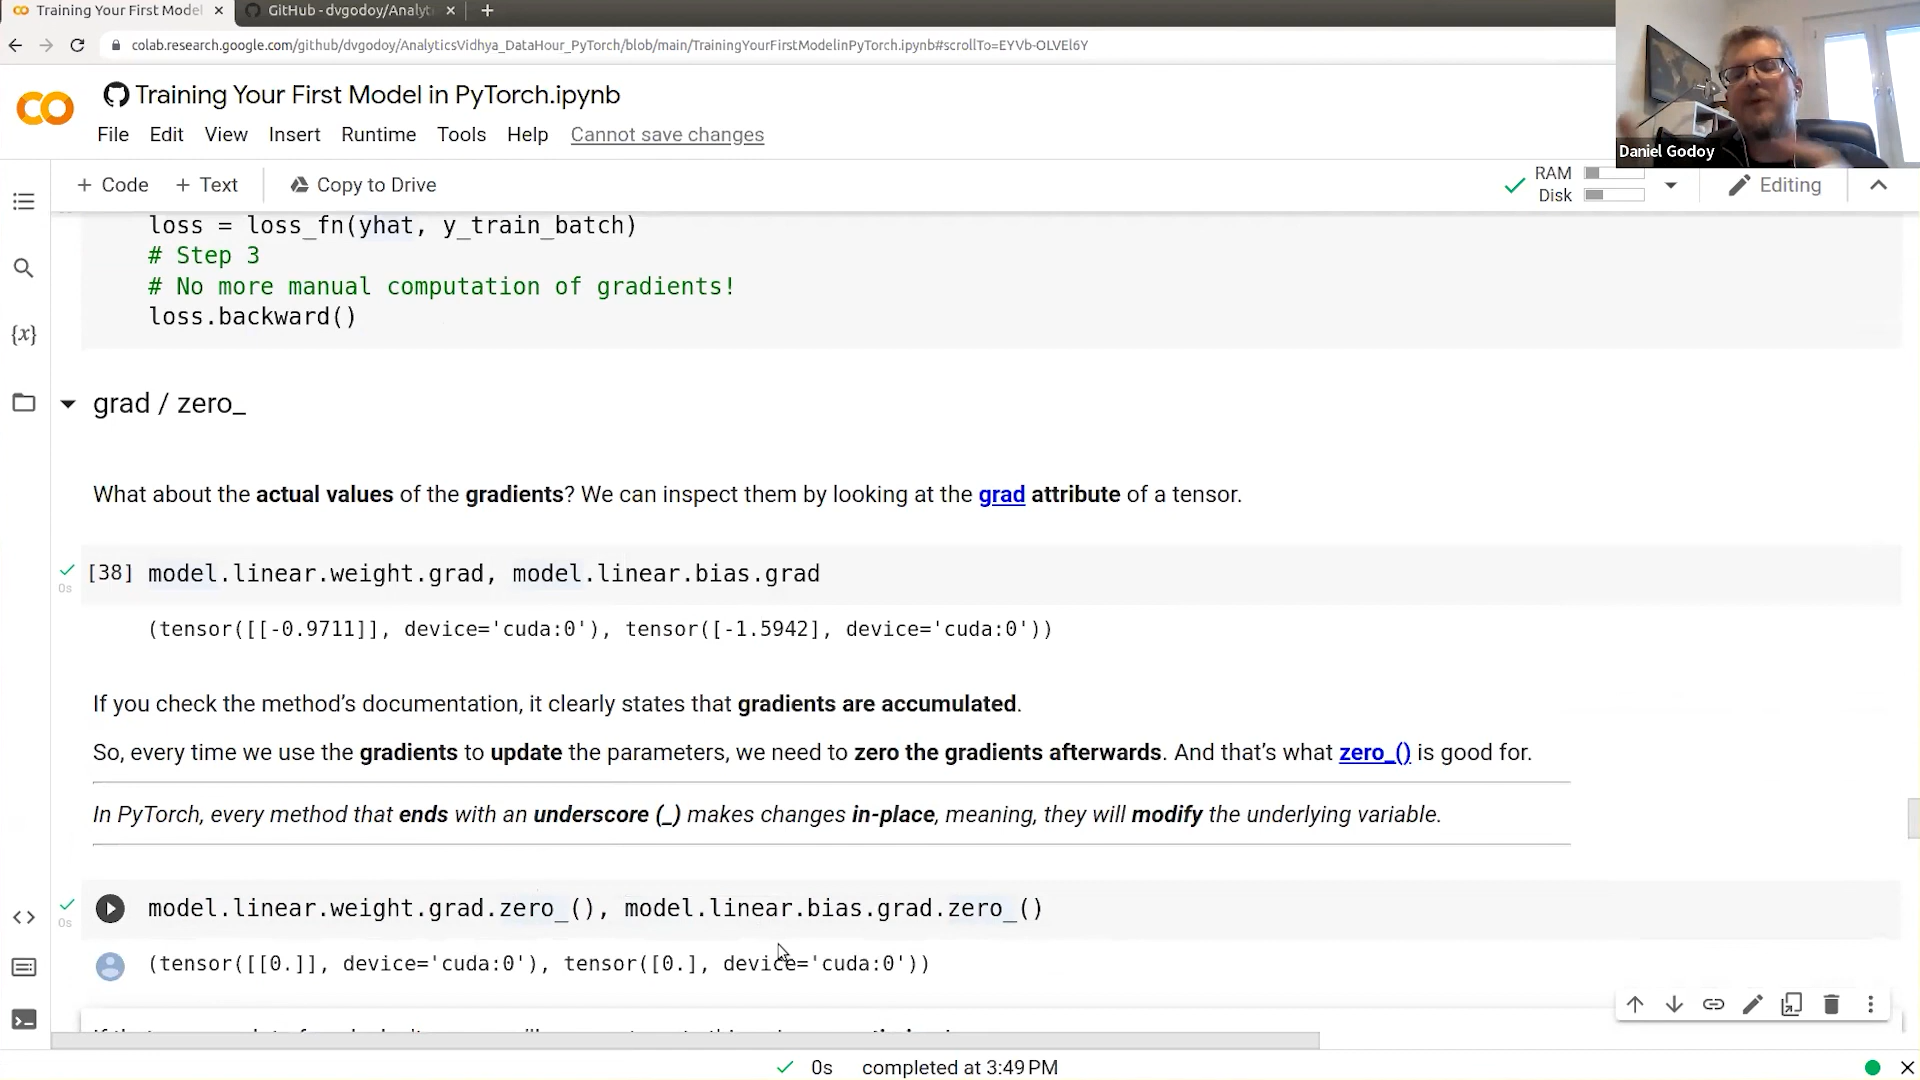 Training Your First Model
GitHub - dvgodoy/Analyt
colab.research.google.com/github/dvgodoy/AnalyticsVidhya_DataHour_PyTorch/blob/main/TrainingYourFirstModelinPyTorch.ipynb#scrollTo=EYVb-OLVEl6Y
Training Your First Model in PyTorch.ipynb
File Edit View Insert Runtime Tools Help Cannot save changes
Daniel Godoy
+ Code + Text Copy to Drive
RAM
Disk
Editing
loss = loss_fn(yhat, y_train_batch)
# Step 3
# No more manual computation of gradients!
loss.backward()
{x}
grad / zero_
What about the actual values of the gradients? We can inspect them by looking at the grad attribute of a tensor.
0s
[38] model.linear.weight.grad, model.linear.bias.grad
(tensor([[-0.9711]], device='cuda:0'), tensor([-1.5942], device='cuda:0'))
If you check the method’s documentation, it clearly states that gradients are accumulated.
So, every time we use the gradients to update the parameters, we need to zero the gradients afterwards. And that’s what zero_() is good for.
In PyTorch, every method that ends with an underscore (_) makes changes in-place, meaning, they will modify the underlying variable.
0s
model.linear.weight.grad.zero_(), model.linear.bias.grad.zero_()
(tensor([[0.]], device='cuda:0'), tensor([0.], device='cuda:0'))
0s completed at 3:49 PM